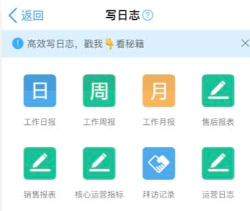 返回 写日志
高效写日志，戳我👇看秘籍
日 周 月
工作日报 工作周报 工作月报 售后报表
销售报表 核心运营指标 拜访记录 运营日志